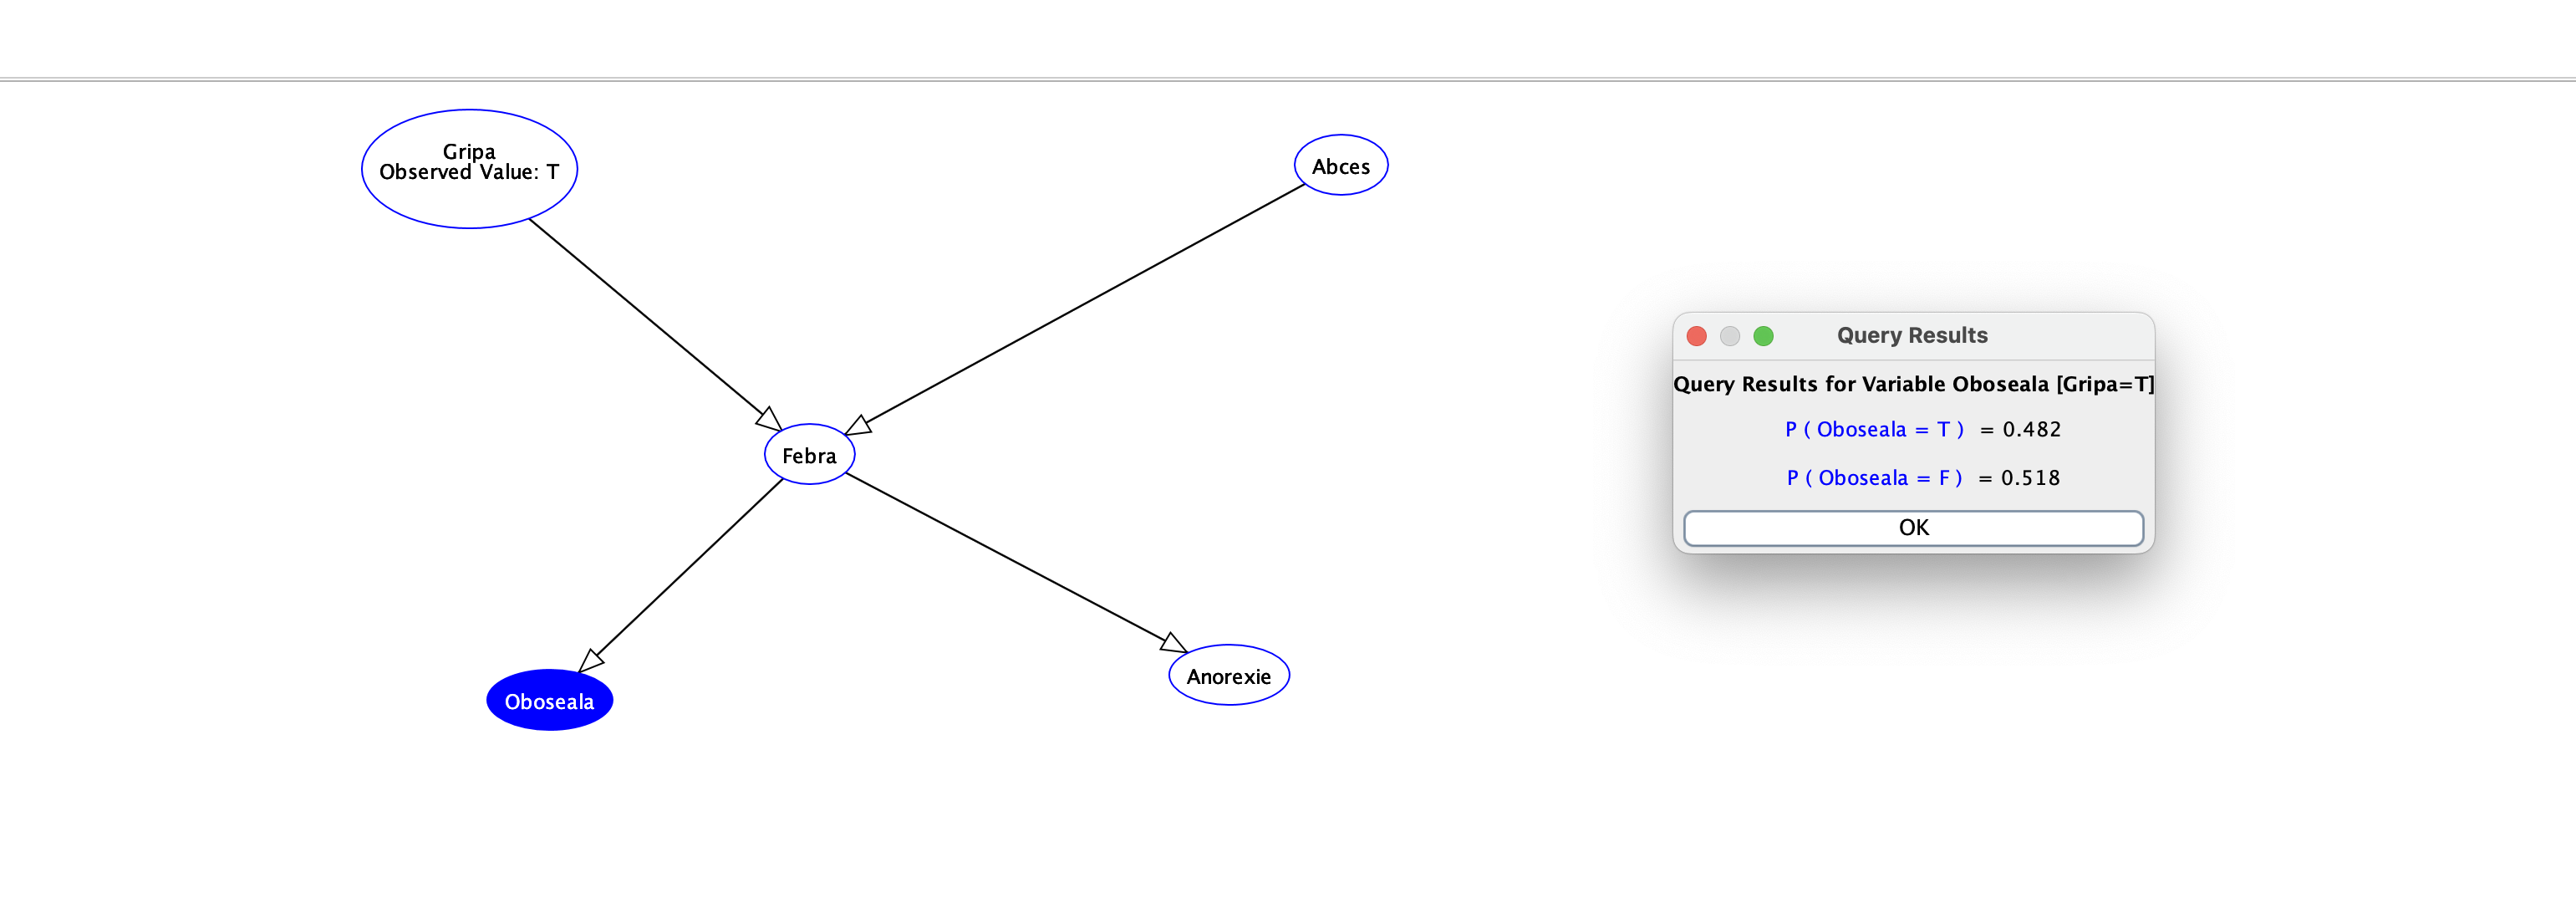 Gripa
Observed Value: T
Abces
Query Results
Query Results for Variable Oboseala [Gripa=T]
P ( Oboseala = T )  = 0.482
Febra
P ( Oboseala = F )  = 0.518
OK
Anorexie
Oboseala